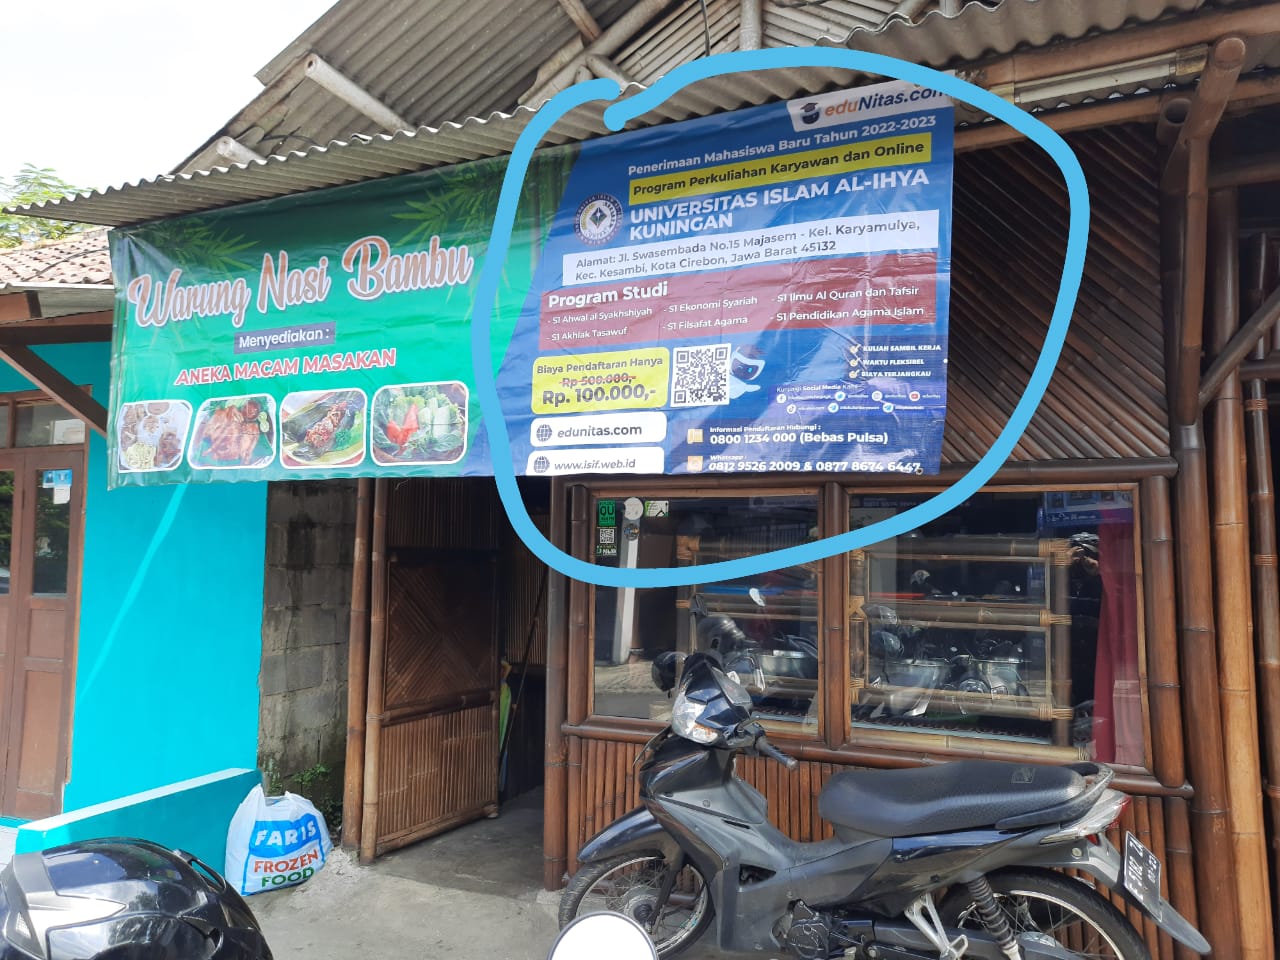 Warung Nasi Bambu
Menyediakan :
ANEKA MACAM MASAKAN
eduNitas.com
Penerimaan Mahasiswa Baru Tahun 2022-2023
Program Perkuliahan Karyawan dan Online
UNIVERSITAS ISLAM AL-IHYA
KUNINGAN
Alamat: Jl. Swasembada No.15 Majasem - Kel. Karyamulya,
Kec. Kesambi, Kota Cirebon, Jawa Barat 45132
Program Studi
- S1 Ahwal al Syakhshiyah
- S1 Ekonomi Syariah
- S1 Ilmu Al Quran dan Tafsir
- S1 Akhlak Tasawuf
- S1 Filsafat Agama
- S1 Pendidikan Agama Islam
Biaya Pendaftaran Hanya
Rp 500.000,-
Rp. 100.000,-
KULIAH SAMBIL KERJA
WAKTU FLEKSIBEL
BIAYA TERJANGKAU
Kunjungi Social Media Kami
edunitas.com
www.isif.web.id
Informasi Pendaftaran Hubungi :
0800 1234 000 (Bebas Pulsa)
Whatsapp :
0812 9526 2009 & 0877 8674 6447
FARIS
FROZEN
FOOD